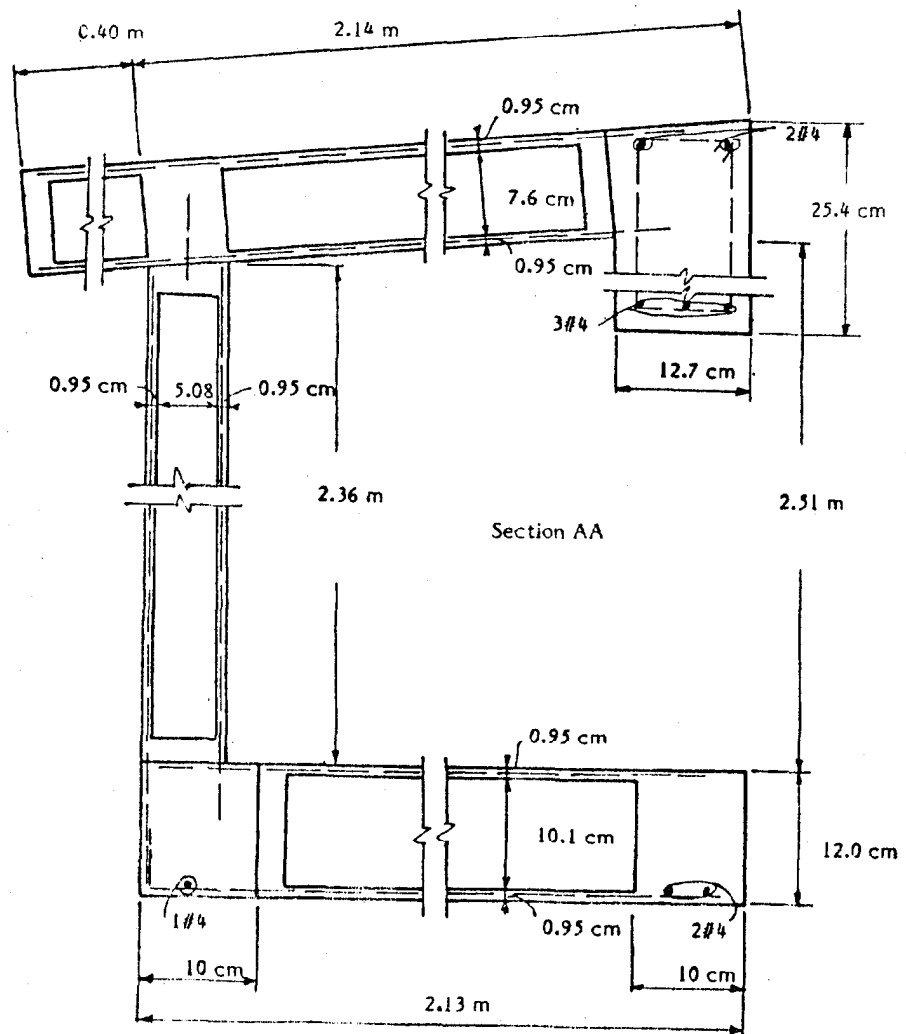 0.40 m
2.14 m
0.95 cm
2#4
7.6 cm
25.4 cm
0.95 cm
3#4
12.7 cm
0.95 cm
5.08
0.95 cm
2.36 m
2.51 m
Section AA
0.95 cm
10.1 cm
12.0 cm
1#4
0.95 cm
2#4
10 cm
10 cm
2.13 m